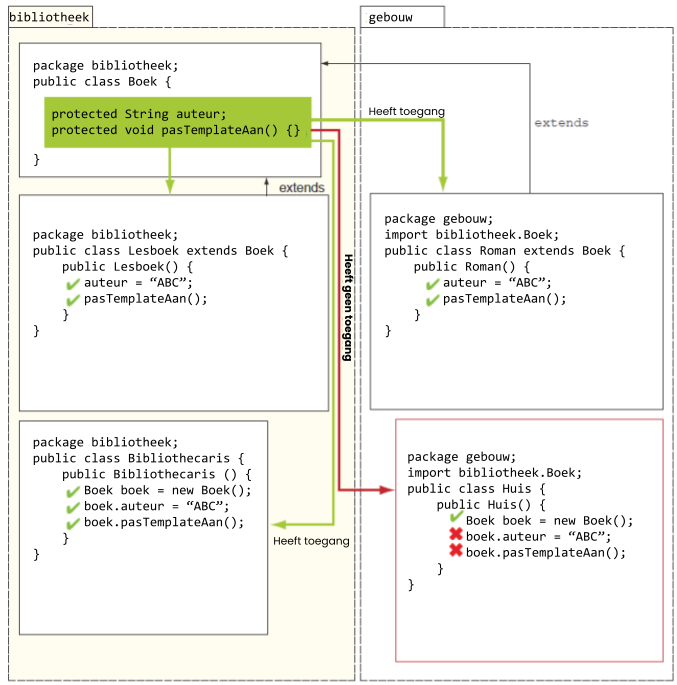 bibliotheek
package bibliotheek;
public class Boek {
protected String auteur;
protected void pasTemplateAan() {}
}
extends
package bibliotheek;
public class Lesboek extends Boek {
public Lesboek() {
auteur = “ABC”;
pasTemplateAan();
}
}
package bibliotheek;
public class Bibliothecaris {
public Bibliothecaris () {
Boek boek = new Boek();
boek.auteur = “ABC”;
boek.pasTemplateAan();
}
}
Heeft toegang
Heeft geen toegang
gebouw
Heeft toegang
extends
package gebouw;
import bibliotheek.Boek;
public class Roman extends Boek {
public Roman() {
auteur = “ABC”;
pasTemplateAan();
}
}
package gebouw;
import bibliotheek.Boek;
public class Huis {
public Huis() {
Boek boek = new Boek();
boek.auteur = “ABC”;
boek.pasTemplateAan();
}
}